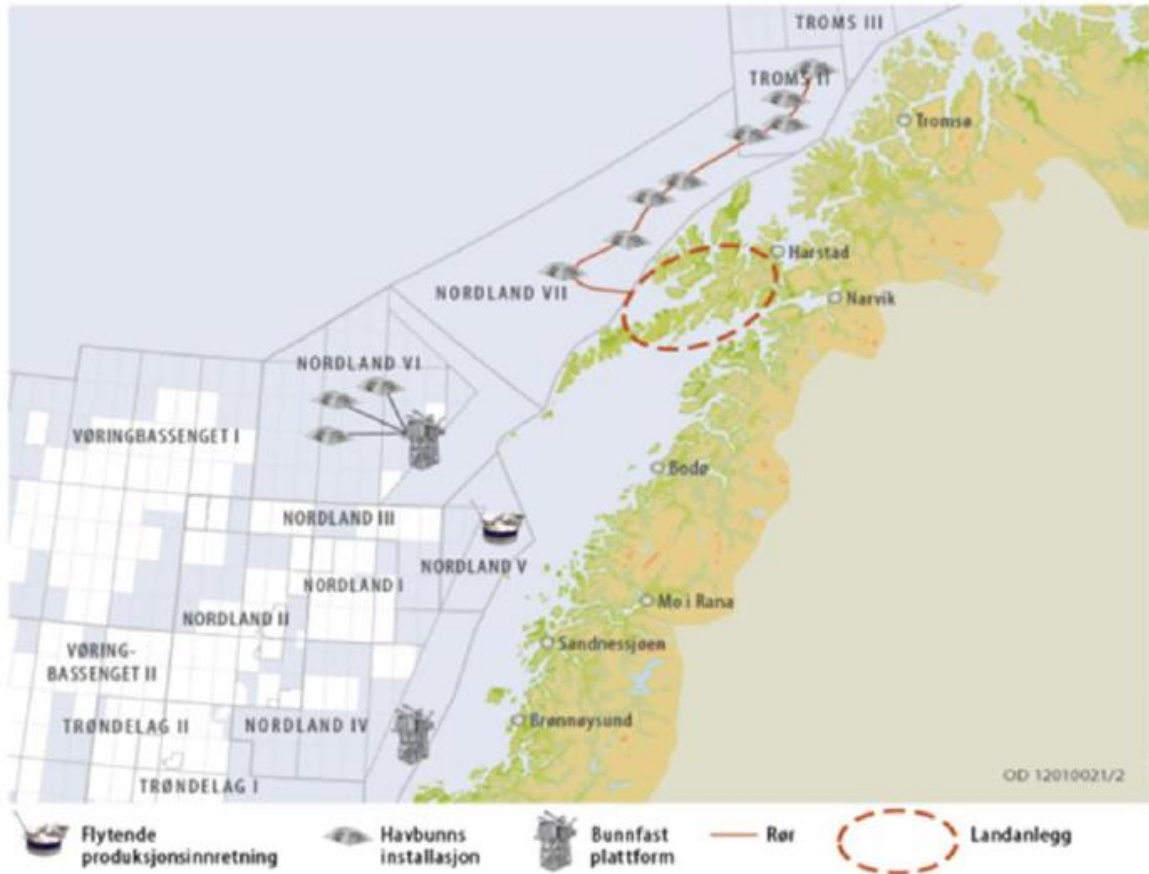 TROMS III
TROMS II
Tromsø
Harstad
NORDLAND VII
Narvik
NORDLAND VI
VØRINGBASSENGET I
Bodø
NORDLAND III
NORDLAND V
NORDLAND I
Mo i Rana
NORDLAND II
Sandnessjøen
VØRING-
BASSENGET II
TRØNDELAG II
NORDLAND IV
Brønnøysund
TRØNDELAG I
OD 12010021/2
Flytende
produksjonsinnretning
Havbunns
installasjon
Bunnfast
plattform
Rør
Landanlegg